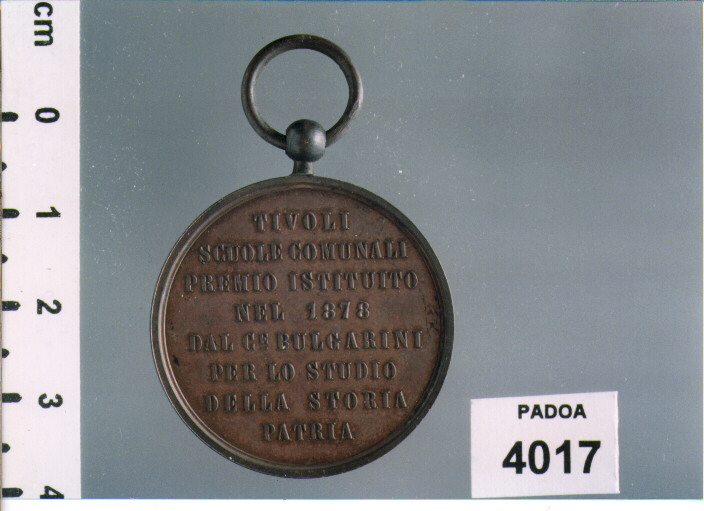 cm
0
1
2
3
4
TIVOLI
SCUOLE COMUNALI
PREMIO ISTITUITO
NEL 1878
DAL Cᴱ BULGARINI
PER LO STUDIO
DELLA STORIA
PATRIA
PADOA
4017